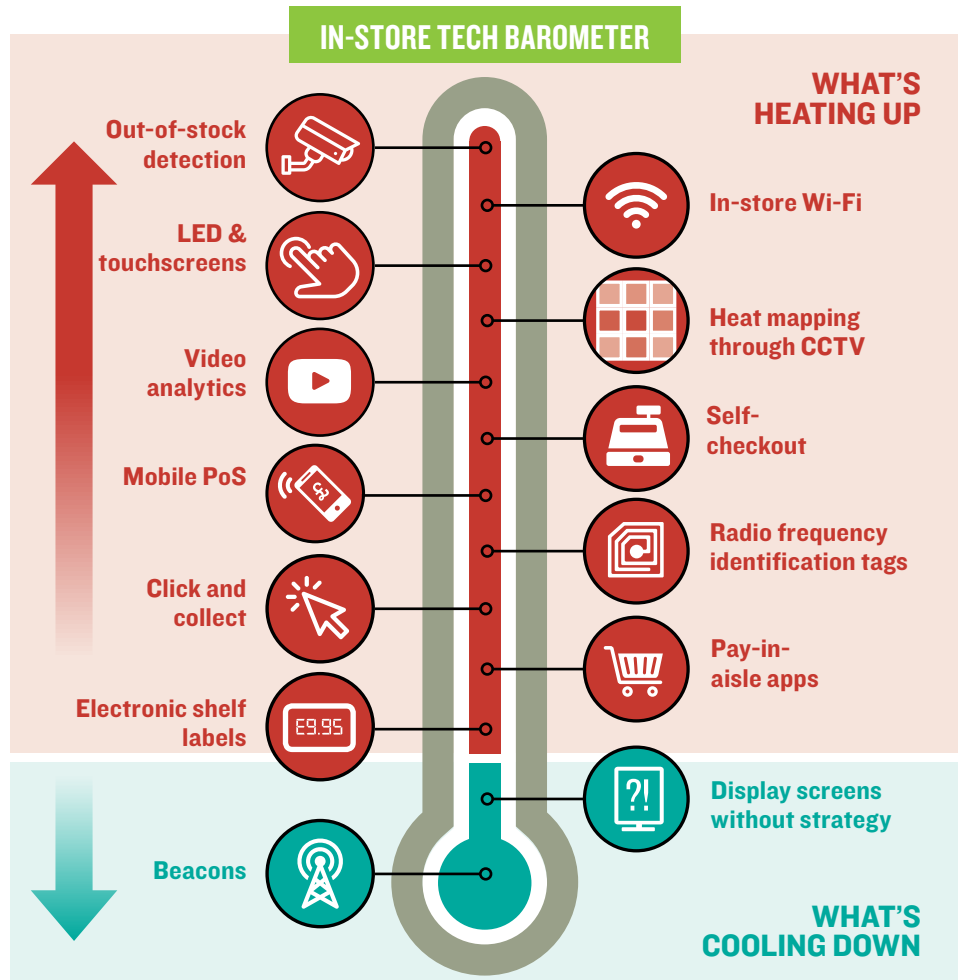 IN-STORE TECH BAROMETER
WHAT'S
HEATING UP
Out-of-stock
detection
In-store Wi-Fi
LED &
touchscreens
Heat mapping
through CCTV
Video
analytics
Self-
checkout
Mobile PoS
Radio frequency
identification tags
Click and
collect
Pay-in-
aisle apps
Electronic shelf
labels
£9.95
Display screens
without strategy
?!
Beacons
WHAT'S
COOLING DOWN